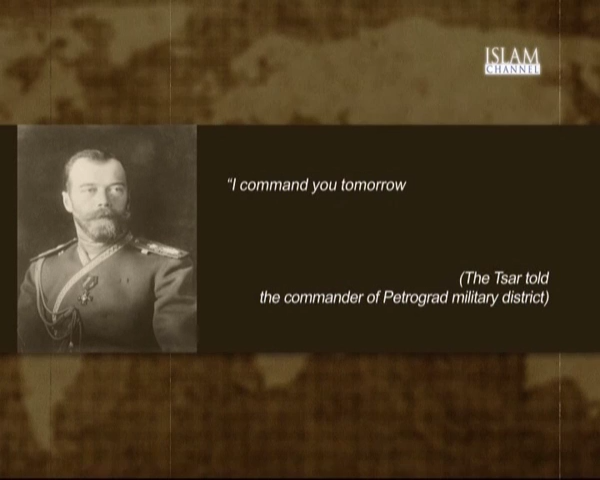 ISLAM
CHANNEL
“I command you tomorrow
(The Tsar told
the commander of Petrograd military district)